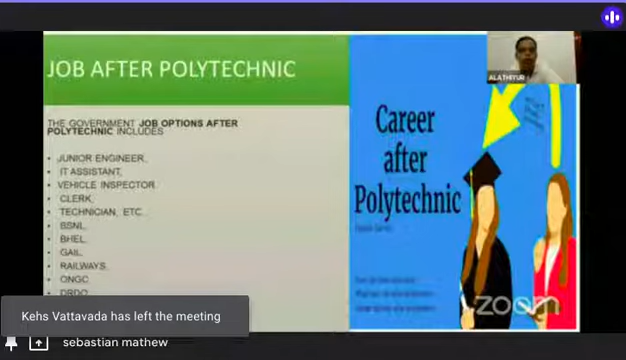 JOB AFTER POLYTECHNIC
THE GOVERNMENT JOB OPTIONS AFTER
POLYTECHNIC INCLUDES
• JUNIOR ENGINEER,
• IT ASSISTANT,
• VEHICLE INSPECTOR
• CLERK,
• TECHNICIAN, ETC.
• BSNL,
• BHEL,
• GAIL,
• RAILWAYS,
• ONGC
• DRDO
ALATHIYUR
Career
after
Polytechnic
zoom
Kehs Vattavada has left the meeting
sebastian mathew